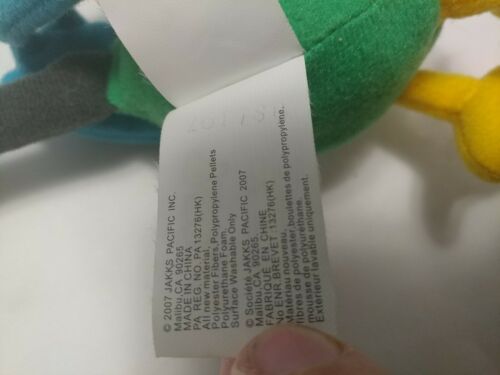 © 2007 JAKKS PACIFIC INC.
Malibu, CA 90265
MADE IN CHINA
PA REG. NO. PA 13276(HK)
All new material,
Polyester Fibers,Polypropylene Pellets
Polyurethane Foam.
Surface Washable Only
© Société JAKKS PACIFIC 2007
Malibu, CA 90265.
FABRIQUÉ EN CHINE
No ENR BREVET :13276(HK)
Matériau nouveau,
fibres de polyester,boulettes de polypropylène,
mousse de polyuréthane.
Extérieur lavable uniquement.